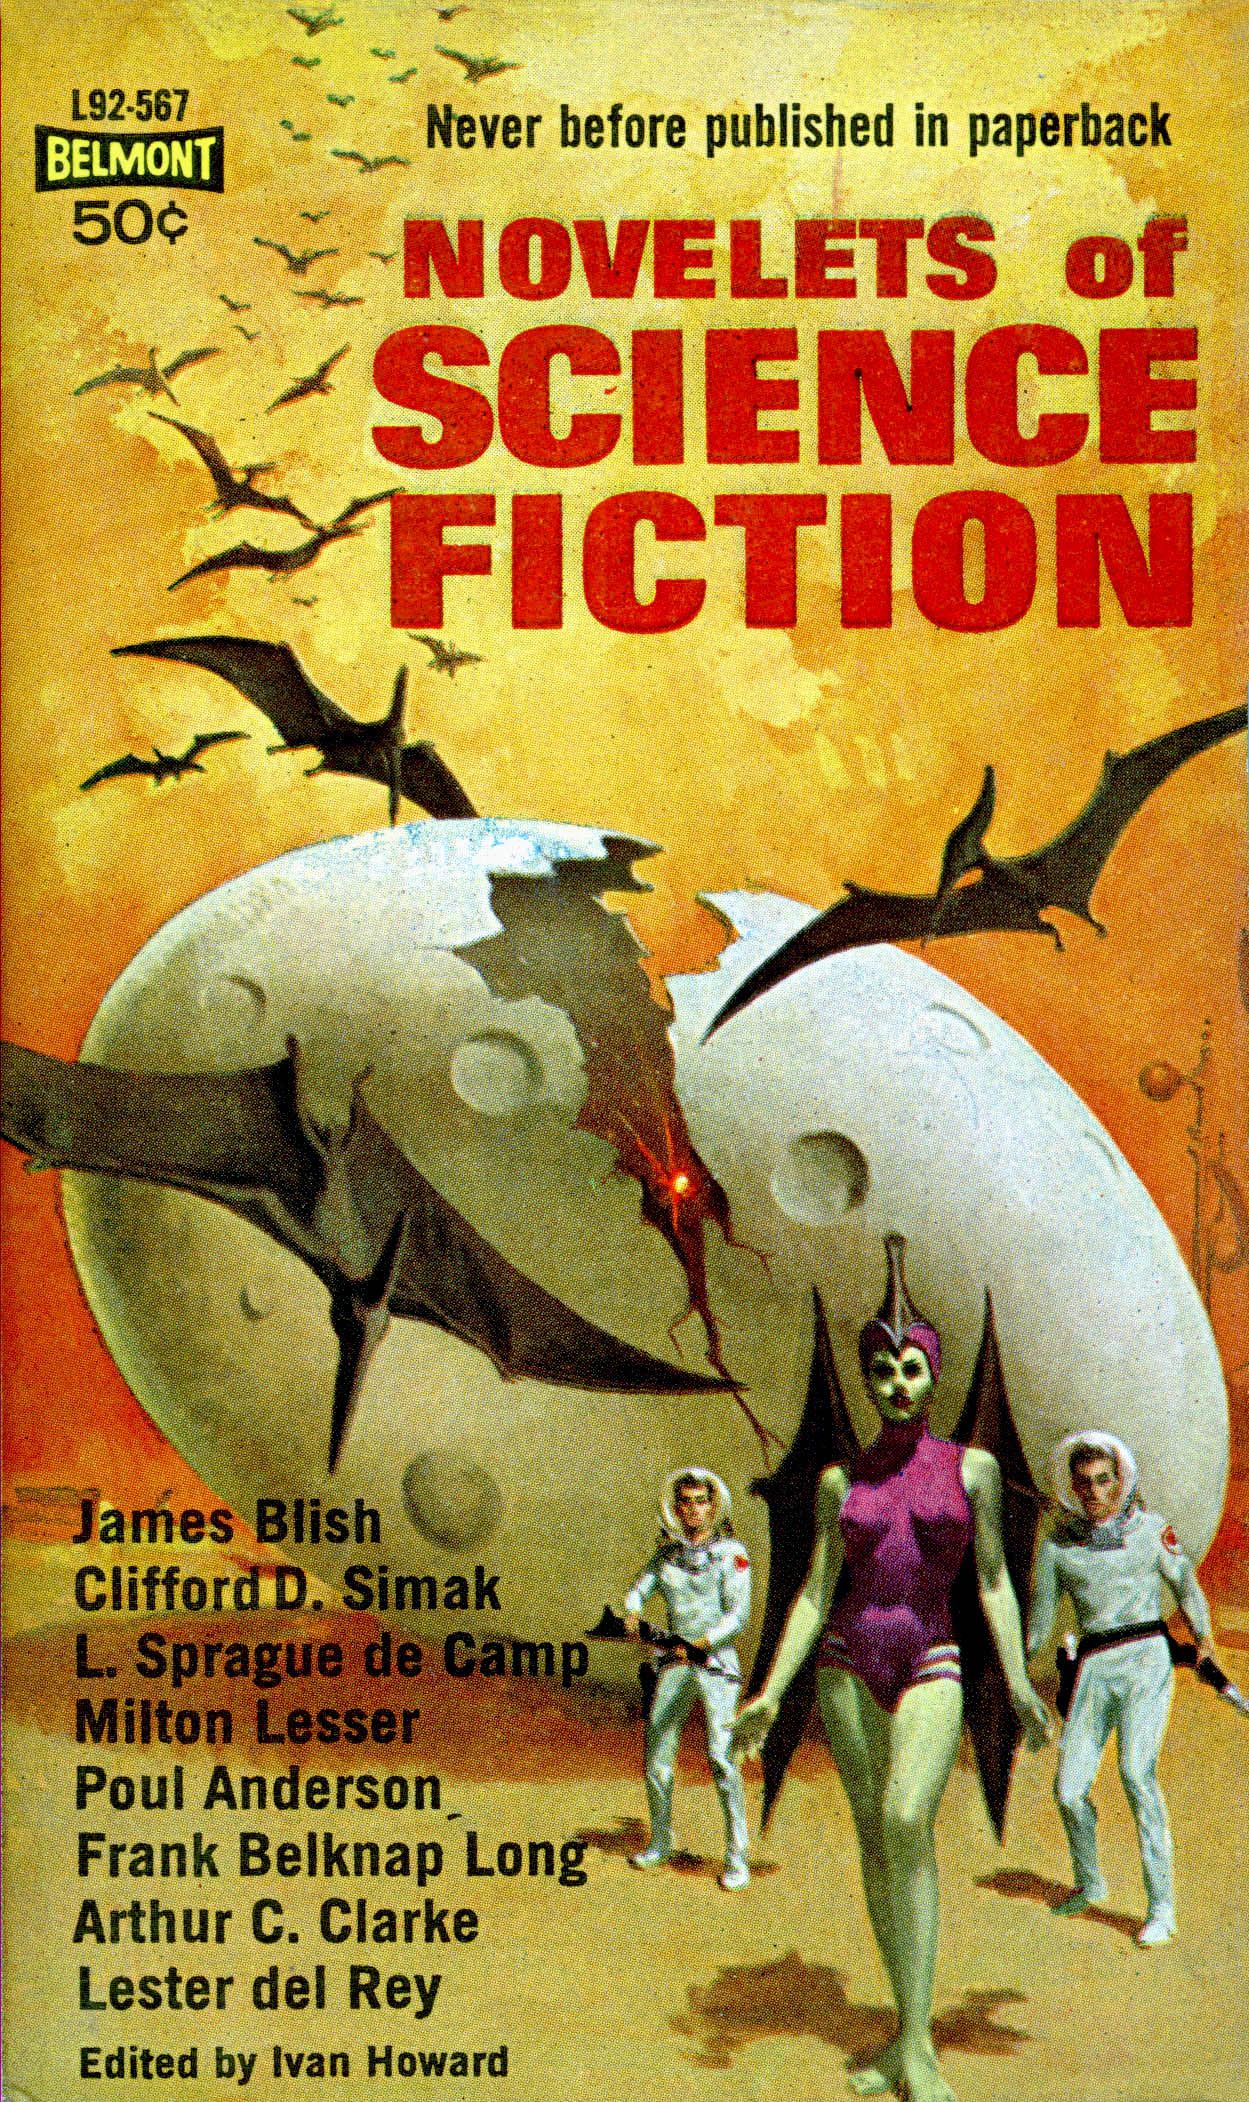 L92-567
BELMONT
50¢
Never before published in paperback
NOVELETS of
SCIENCE
FICTION
James Blish
Clifford D. Simak
L. Sprague de Camp
Milton Lesser
Poul Anderson
Frank Belknap Long
Arthur C. Clarke
Lester del Rey
Edited by Ivan Howard